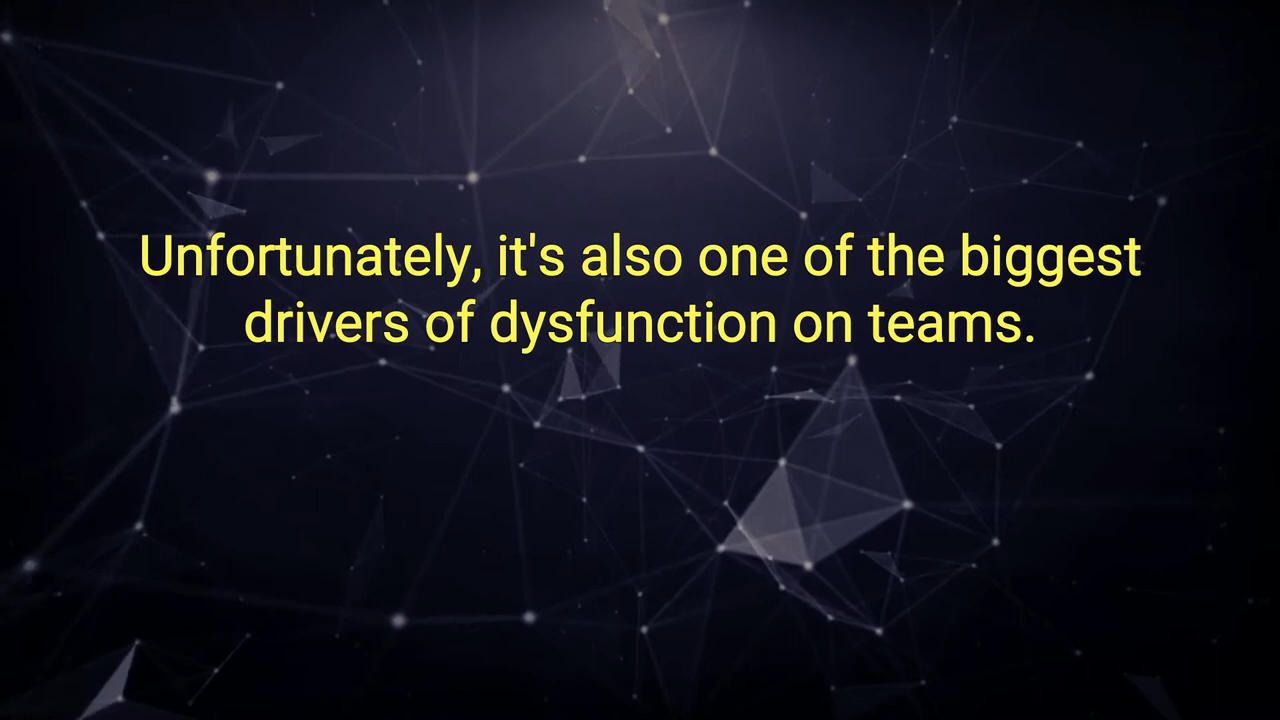 Unfortunately, it's also one of the biggest
drivers of dysfunction on teams.